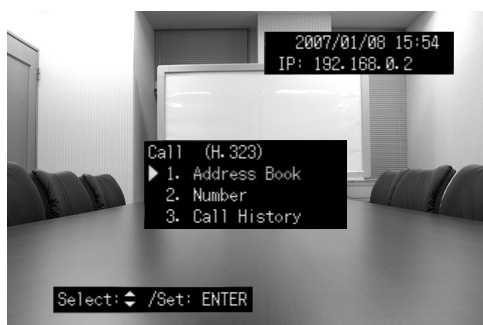 2007/01/08 15:54
IP: 192.168.0.2
Call (H.323)
▶ 1. Address Book
2. Number
3. Call History
Select:⬍ /Set: ENTER